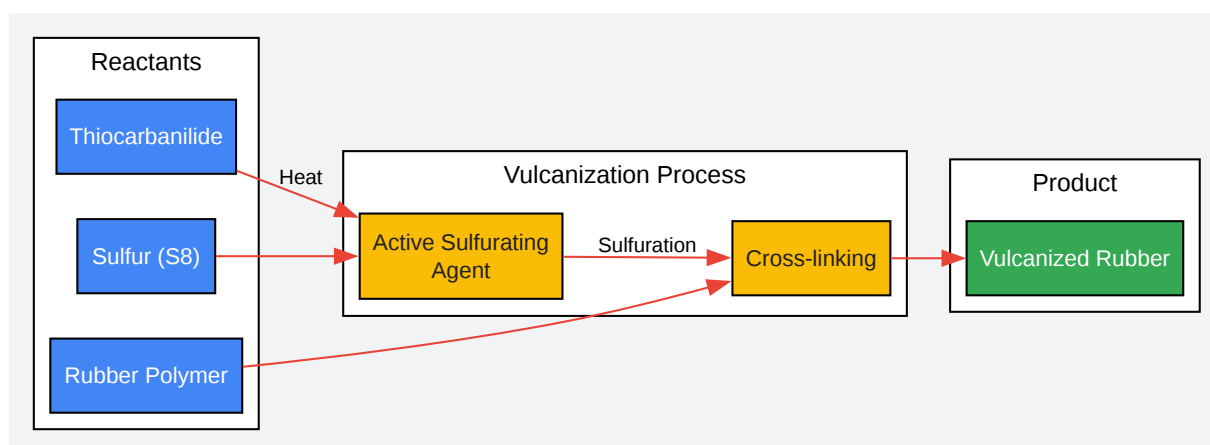 Reactants
Thiocarbanilide
Sulfur (S8)
Rubber Polymer
Heat
Vulcanization Process
Active Sulfurating
Agent
Sulfuration
Cross-linking
Product
Vulcanized Rubber